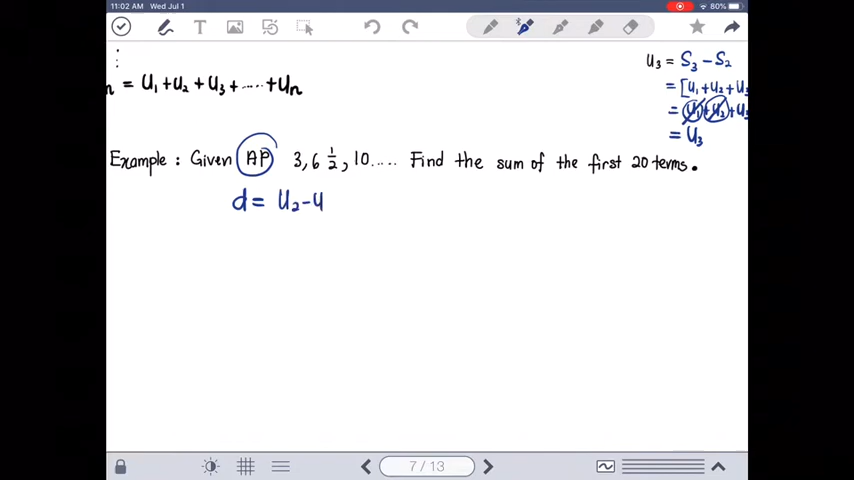 11:02 AM Wed Jul 1
80%
T
U₃ = S₃ - S₂
= [U₁+U₂+U₃
= U₁+U₂+U₃
= U₃
n = U₁+U₂+U₃+.....+Uₙ
Example : Given AP 3, 6 1/2, 10.... Find the sum of the first 20 terms.
d = U₂-U
7 / 13